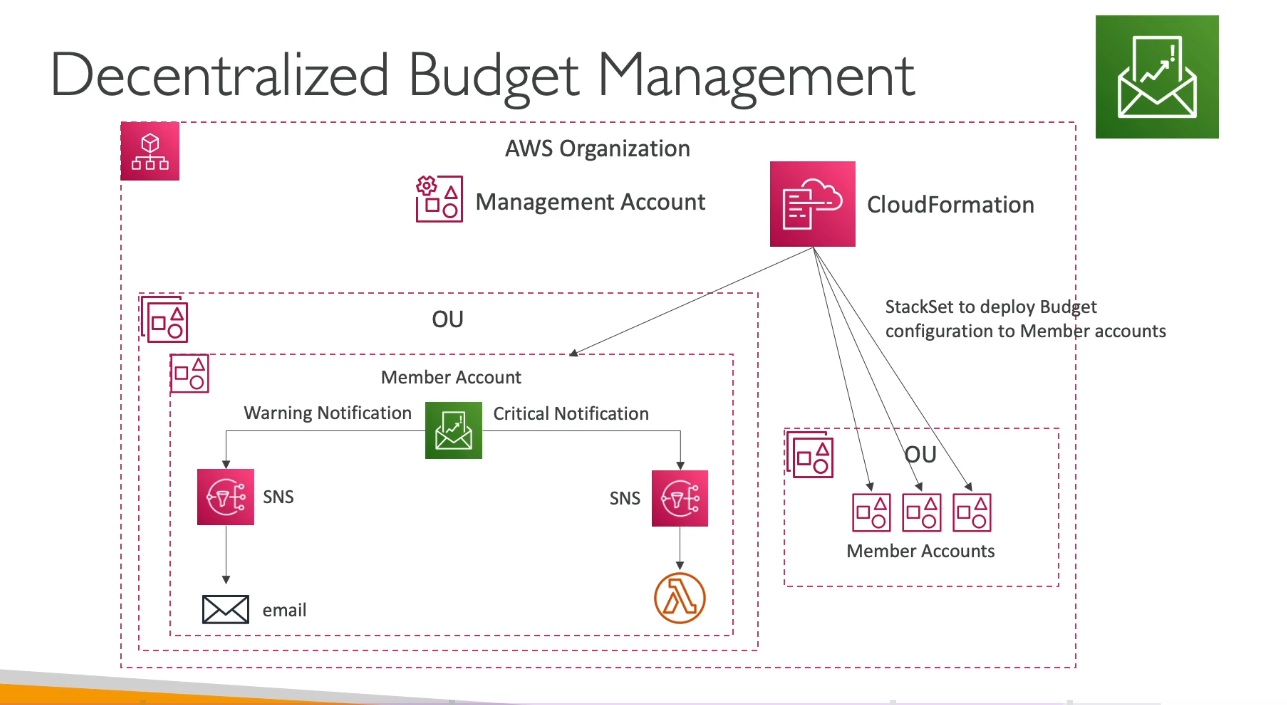 Decentralized Budget Management
AWS Organization
Management Account
CloudFormation
StackSet to deploy Budget
configuration to Member accounts
OU
Member Account
Warning Notification
Critical Notification
SNS
SNS
email
OU
Member Accounts